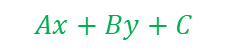 Ax + By + C